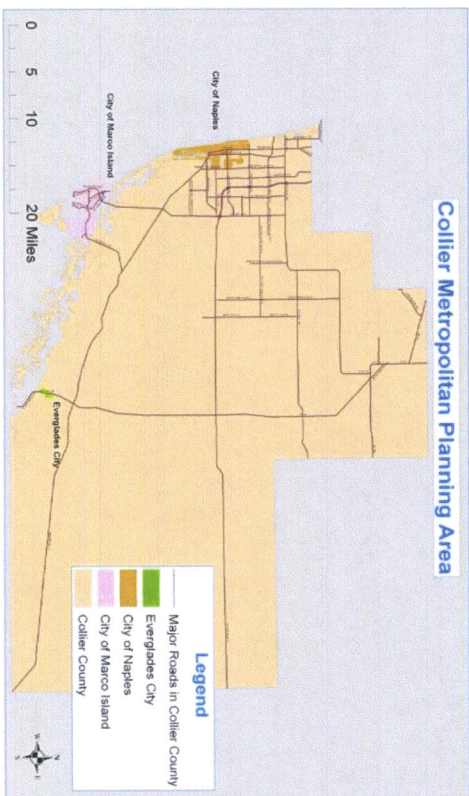 Collier Metropolitan Planning Area
City of Naples
City of Marco Island
Everglades City
Legend
Major Roads in Collier County
Everglades City
City of Naples
City of Marco Island
Collier County
0 5 10 20 Miles
N
W E
S